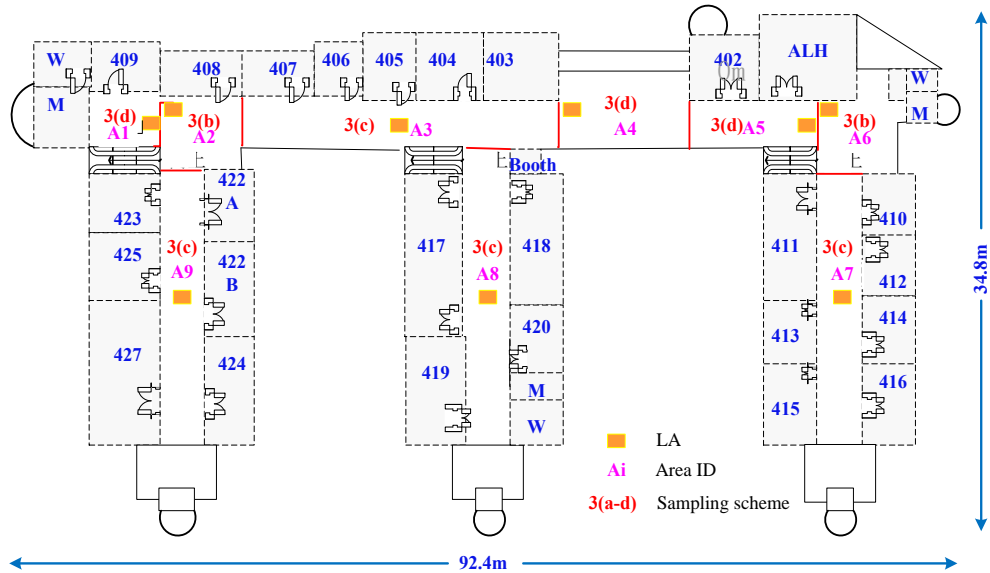 W
409
408
407
406
405
404
403
402
Qm
ALH
W
M
M
3(d)
A1
3(b)
A2
3(c)
A3
3(d)
A4
3(d)
A5
3(b)
A6
Booth
423
422
A
425
3(c)
A9
422
B
427
424
417
3(c)
A8
418
420
419
M
W
411
3(c)
A7
410
412
413
414
415
416
LA
Ai
Area ID
3(a-d)
Sampling scheme
34.8m
92.4m